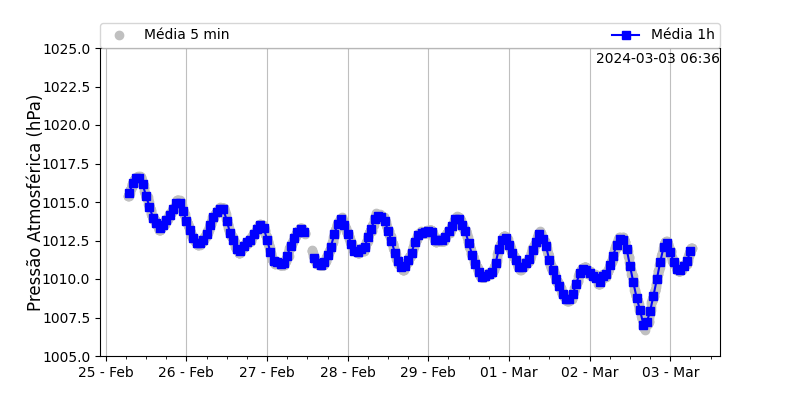 Média 5 min
Média 1h
2024-03-03 06:36
Pressão Atmosférica (hPa)
1025.0
1022.5
1020.0
1017.5
1015.0
1012.5
1010.0
1007.5
1005.0
25 - Feb
26 - Feb
27 - Feb
28 - Feb
29 - Feb
01 - Mar
02 - Mar
03 - Mar